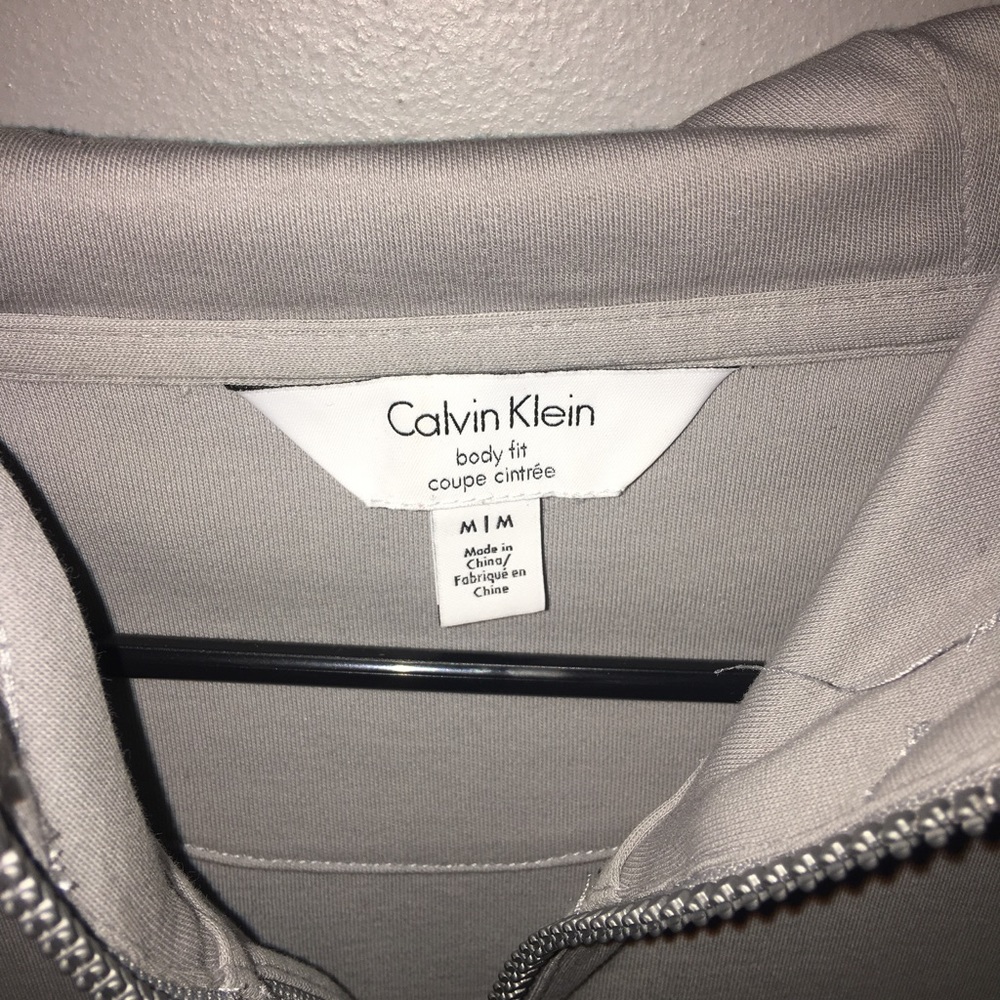 Calvin Klein
body fit
coupe cintrée
M | M
Made in
China/
Fabriqué en
Chine